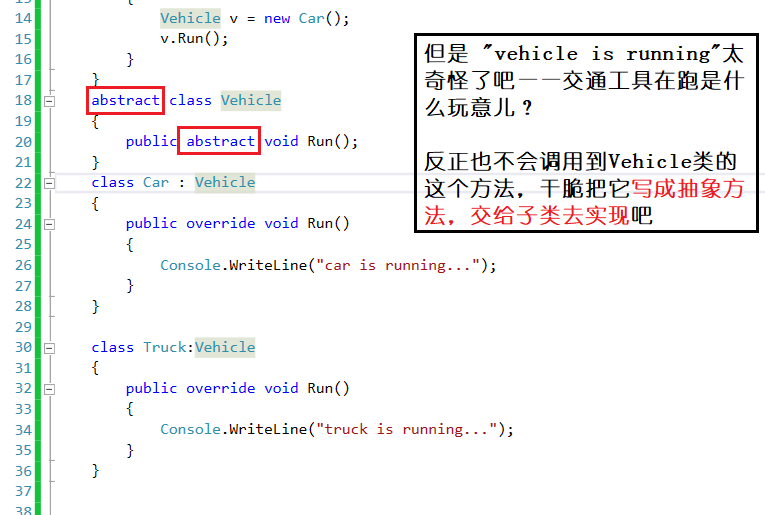 13 {
14 Vehicle v = new Car();
15 v.Run();
16 }
17 }
18 abstract class Vehicle
19 {
20 public abstract void Run();
21 }
22 class Car : Vehicle
23 {
24 public override void Run()
25 {
26 Console.WriteLine("car is running...");
27 }
28 }
29
30 class Truck:Vehicle
31 {
32 public override void Run()
33 {
34 Console.WriteLine("truck is running...");
35 }
36 }
37
38
但是 "vehicle is running"太
奇怪了吧——交通工具在跑是什
么玩意儿？
反正也不会调用到Vehicle类的
这个方法，干脆把它写成抽象方
法，交给子类去实现吧